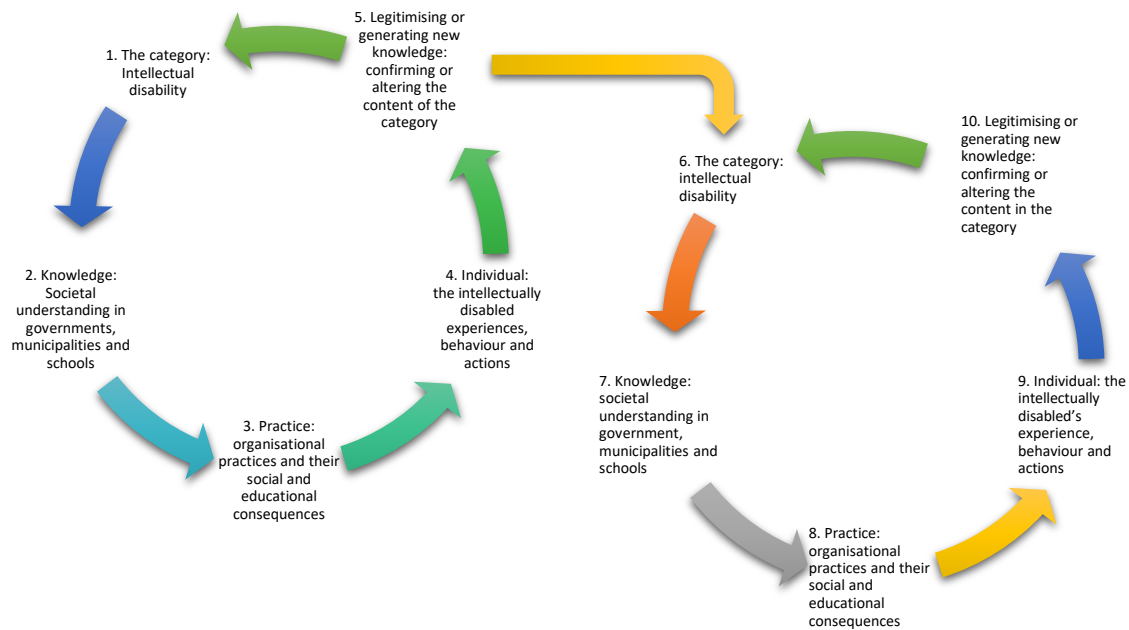 1. The category:
Intellectual
disability
2. Knowledge:
Societal
understanding in
governments,
municipalities and
schools
3. Practice:
organisational
practices and their
social and
educational
consequences
4. Individual:
the intellectually
disabled
experiences,
behaviour and
actions
5. Legitimising or
generating new
knowledge:
confirming or
altering the
content of the
category
6. The category:
intellectual
disability
7. Knowledge:
societal
understanding in
government,
municipalities and
schools
8. Practice:
organisational
practices and their
social and
educational
consequences
9. Individual: the
intellectually
disabled’s
experience,
behaviour and
actions
10. Legitimising or
generating new
knowledge:
confirming or
altering the
content in the
category